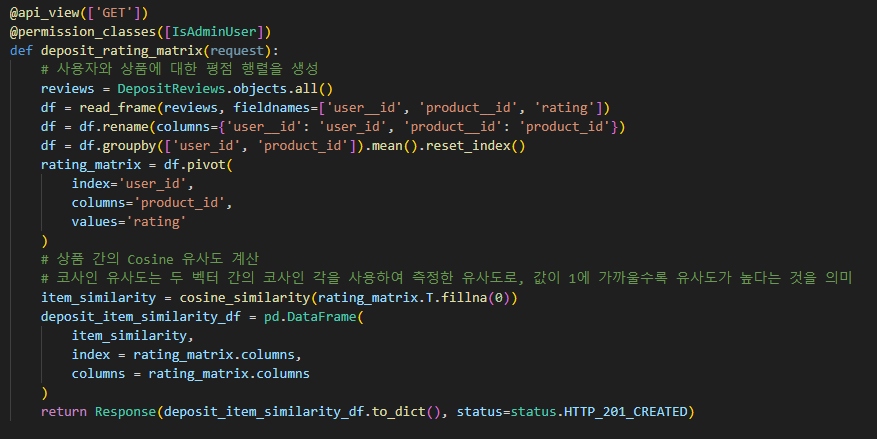 @api_view(['GET'])
@permission_classes([IsAdminUser])
def deposit_rating_matrix(request):
    # 사용자와 상품에 대한 평점 행렬을 생성
    reviews = DepositReviews.objects.all()
    df = read_frame(reviews, fieldnames=['user__id', 'product__id', 'rating'])
    df = df.rename(columns={'user__id': 'user_id', 'product__id': 'product_id'})
    df = df.groupby(['user_id', 'product_id']).mean().reset_index()
    rating_matrix = df.pivot(
        index='user_id',
        columns='product_id',
        values='rating'
    )
    # 상품 간의 Cosine 유사도 계산
    # 코사인 유사도는 두 벡터 간의 코사인 각을 사용하여 측정한 유사도로, 값이 1에 가까울수록 유사도가 높다는 것을 의미
    item_similarity = cosine_similarity(rating_matrix.T.fillna(0))
    deposit_item_similarity_df = pd.DataFrame(
        item_similarity,
        index = rating_matrix.columns,
        columns = rating_matrix.columns
    )
    return Response(deposit_item_similarity_df.to_dict(), status=status.HTTP_201_CREATED)